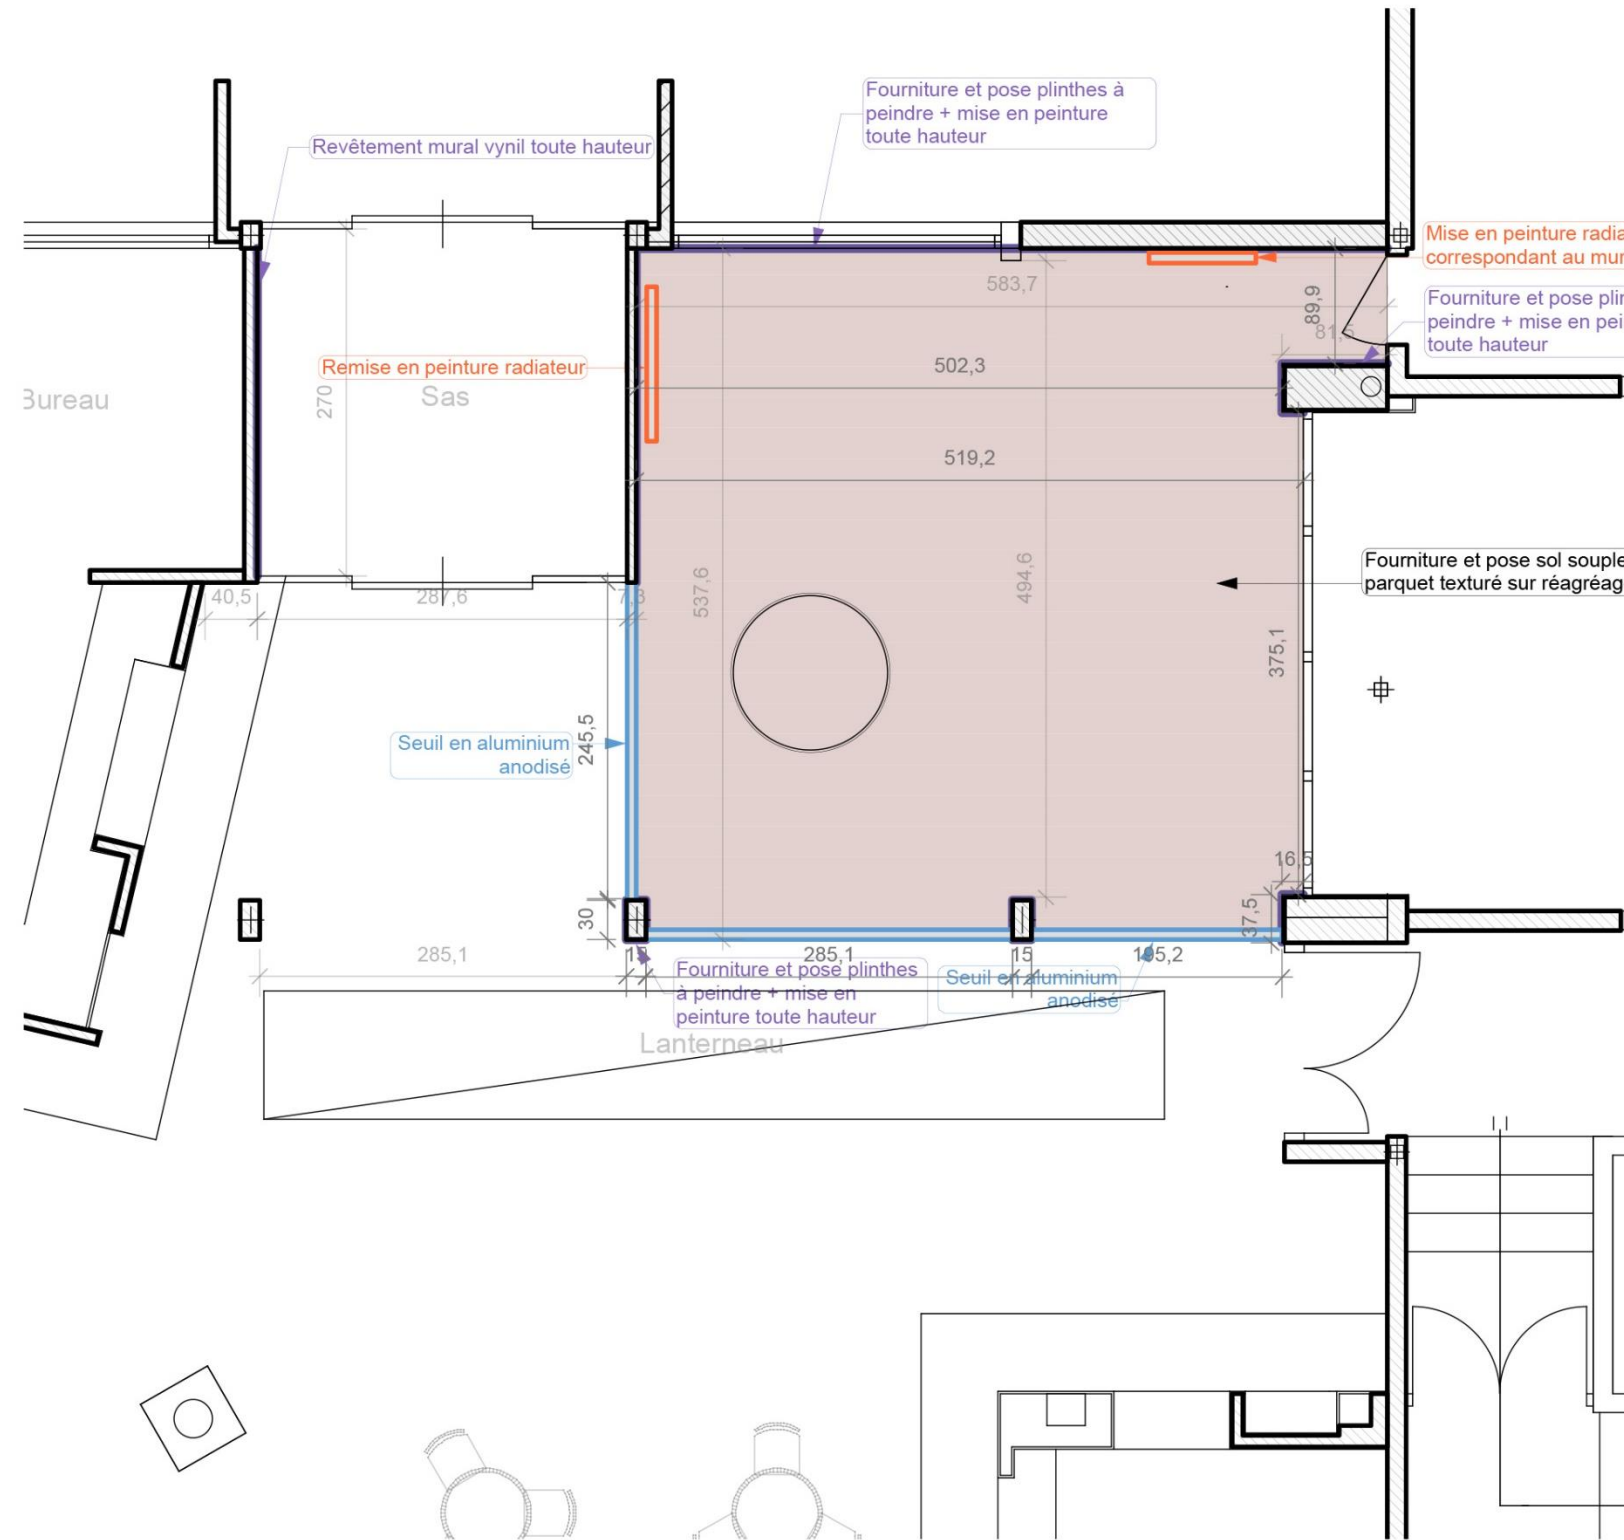 Fourniture et pose plinthes à
peindre + mise en peinture
toute hauteur
Revêtement mural vynil toute hauteur
Mise en peinture radia
correspondant au mur
583,7
89,9
Fourniture et pose plin
peindre + mise en pei
toute hauteur
81,5
Remise en peinture radiateur
502,3
Bureau
270
Sas
519,2
Fourniture et pose sol souple
parquet texturé sur réagréag
40,5
287,6
7,3
537,6
494,6
375,1
Seuil en aluminium
anodisé
245,5
16,5
30
37,5
285,1
15
285,1
15
195,2
Fourniture et pose plinthes
à peindre + mise en
peinture toute hauteur
Seuil en aluminium
anodisé
Lanterneau